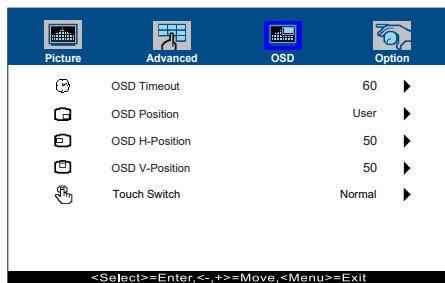 Picture Advanced OSD Option
OSD Timeout 60
OSD Position User
OSD H-Position 50
OSD V-Position 50
Touch Switch Normal
<Select>=Enter,<-,+>=Move,<Menu>=Exit